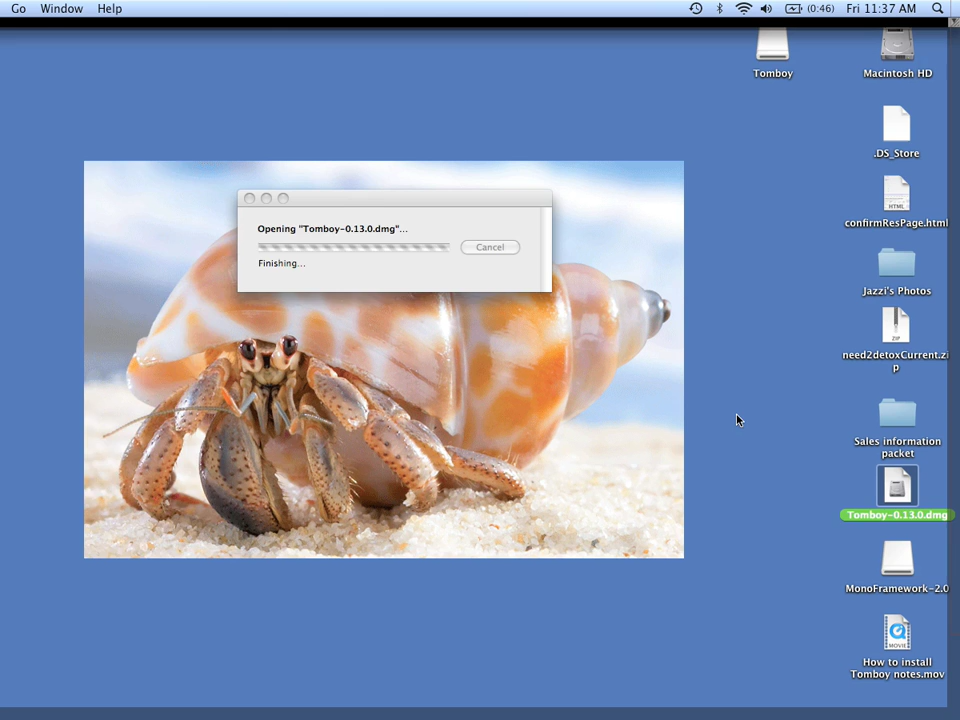 Go Window Help (0:46) Fri 11:37 AM
Tomboy
Macintosh HD
.DS_Store
HTML
confirmResPage.html
Opening "Tomboy-0.13.0.dmg"...
Cancel
Finishing...
Jazzi's Photos
ZIP
need2detoxCurrent.zi
p
Sales information
packet
Tomboy-0.13.0.dmg
MonoFramework-2.0
MOVIE
How to install
Tomboy notes.mov